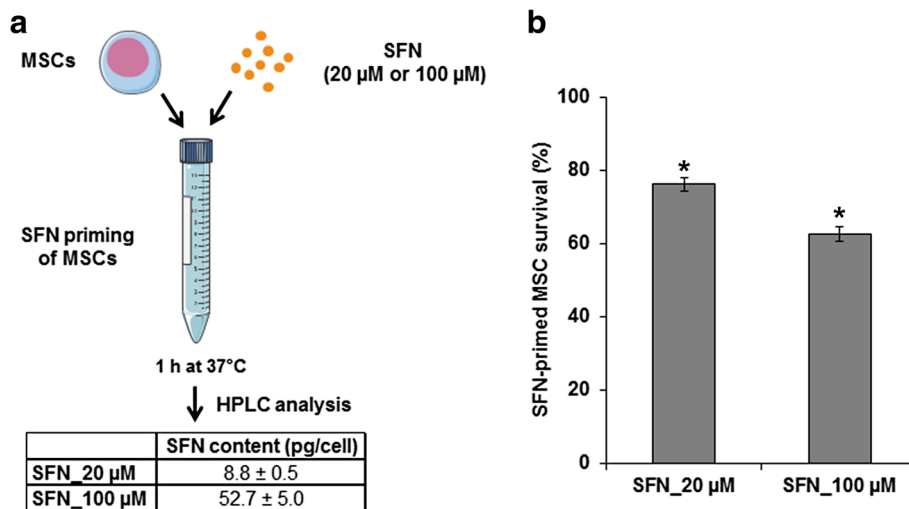 a
MSCs
SFN
(20 µM or 100 µM)
SFN priming
of MSCs
1 h at 37°C
HPLC analysis
SFN content (pg/cell)
SFN_20 µM 8.8 ± 0.5
SFN_100 µM 52.7 ± 5.0
b
SFN-primed MSC survival (%)
100
80
60
40
20
0
*
*
SFN_20 µM SFN_100 µM